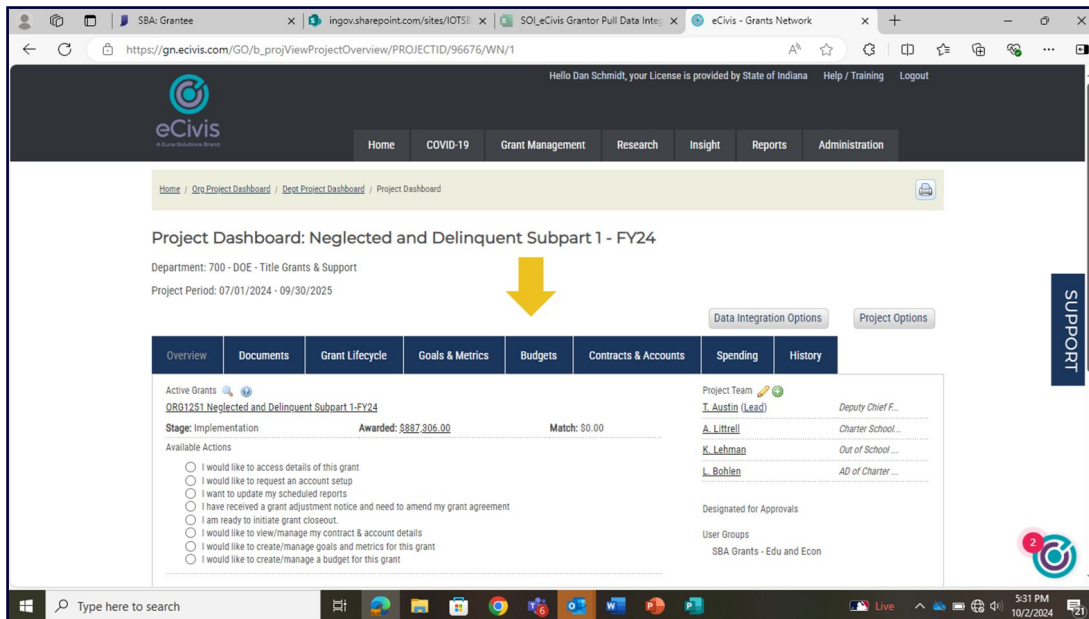 SBA: Grantee
ingov.sharepoint.com/sites/IOTSE
SOI_eCivis Grantor Pull Data Integ
eCivis - Grants Network
https://gn.ecivis.com/GO/b_projViewProjectOverview/PROJECTID/96676/WN/1
Hello Dan Schmidt, your License is provided by State of Indiana Help / Training Logout
eCivis
A Euna Solutions Brand
Home COVID-19 Grant Management Research Insight Reports Administration
Home / Org Project Dashboard / Dept Project Dashboard / Project Dashboard
Project Dashboard: Neglected and Delinquent Subpart 1 - FY24
Department: 700 - DOE - Title Grants & Support
Project Period: 07/01/2024 - 09/30/2025
Data Integration Options Project Options
SUPPORT
Overview Documents Grant Lifecycle Goals & Metrics Budgets Contracts & Accounts Spending History
Active Grants
ORG1251 Neglected and Delinquent Subpart 1-FY24
Stage: Implementation Awarded: $887,306.00 Match: $0.00
Available Actions
I would like to access details of this grant
I would like to request an account setup
I want to update my scheduled reports
I have received a grant adjustment notice and need to amend my grant agreement
I am ready to initiate grant closeout.
I would like to view/manage my contract & account details
I would like to create/manage goals and metrics for this grant
I would like to create/manage a budget for this grant
Project Team
T. Austin (Lead) Deputy Chief F...
A. Littrell Charter School...
K. Lehman Out of School ...
L. Bohlen AD of Charter ...
Designated for Approvals
User Groups
SBA Grants - Edu and Econ
2
Type here to search
16
Live
5:31 PM
10/2/2024
21